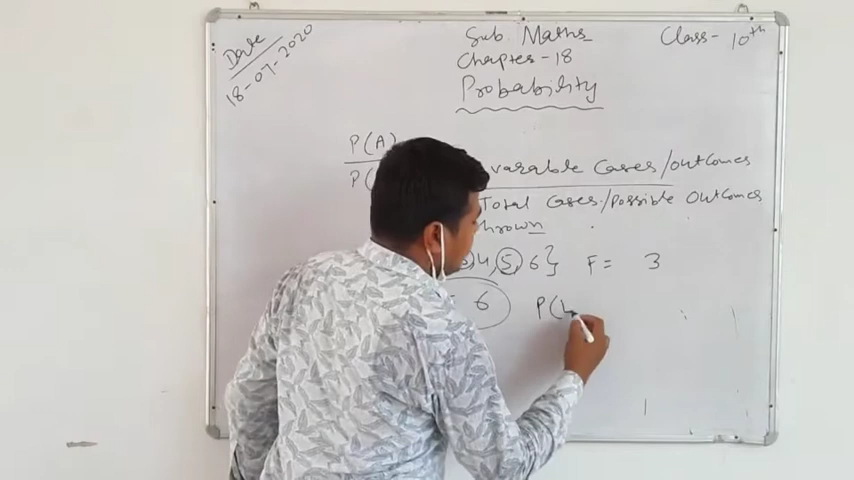 Date
18-07-2020
Sub Maths
Class- 10th
Chapter-18
Probability
P(A)
varable Cases/Outcomes
P(
Total Cases/Possible Outcomes
hrown
,4,5,6} F= 3
6 P(